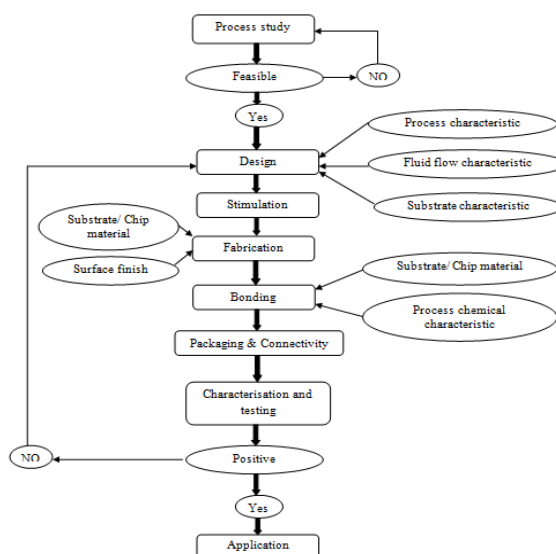 Process study
Feasible
NO
Yes
Process characteristic
Design
Fluid flow characteristic
Stimulation
Substrate characteristic
Substrate/ Chip
material
Fabrication
Surface finish
Substrate/ Chip material
Bonding
Process chemical
characteristic
Packaging & Connectivity
Characterisation and
testing
NO
Positive
Yes
Application